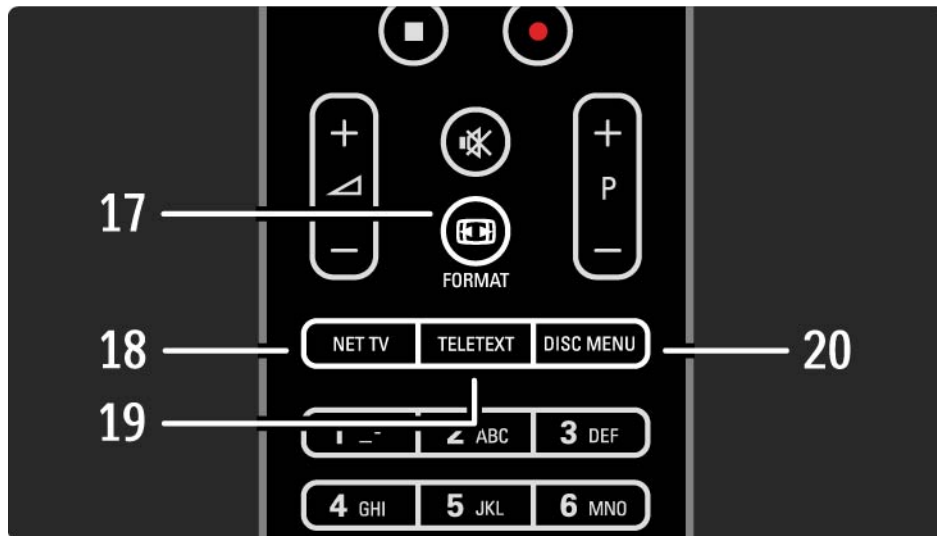 +
+
17
P
–
–
FORMAT
18
NET TV
TELETEXT
DISC MENU
20
19
1 _-
2 ABC
3 DEF
4 GHI
5 JKL
6 MNO